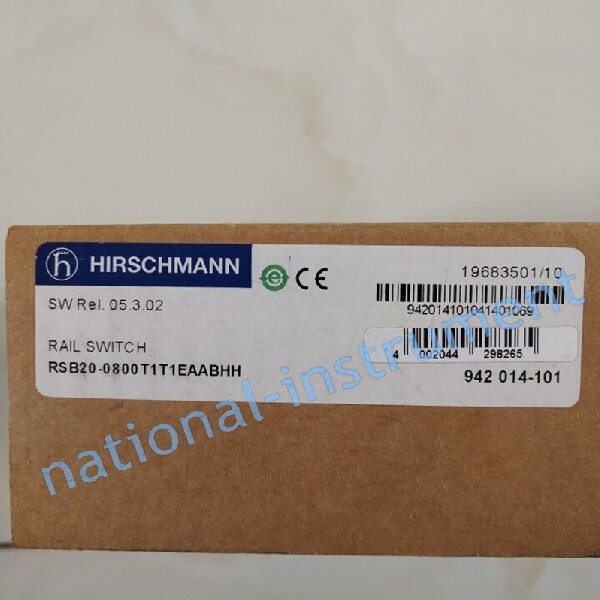 HIRSCHMANN
CE
19683501/10
SW Rel. 05.3.02
942014101041401069
RAIL SWITCH
4 002044 298265
RSB20-0800T1T1EAABHH
942 014-101
national-instrument